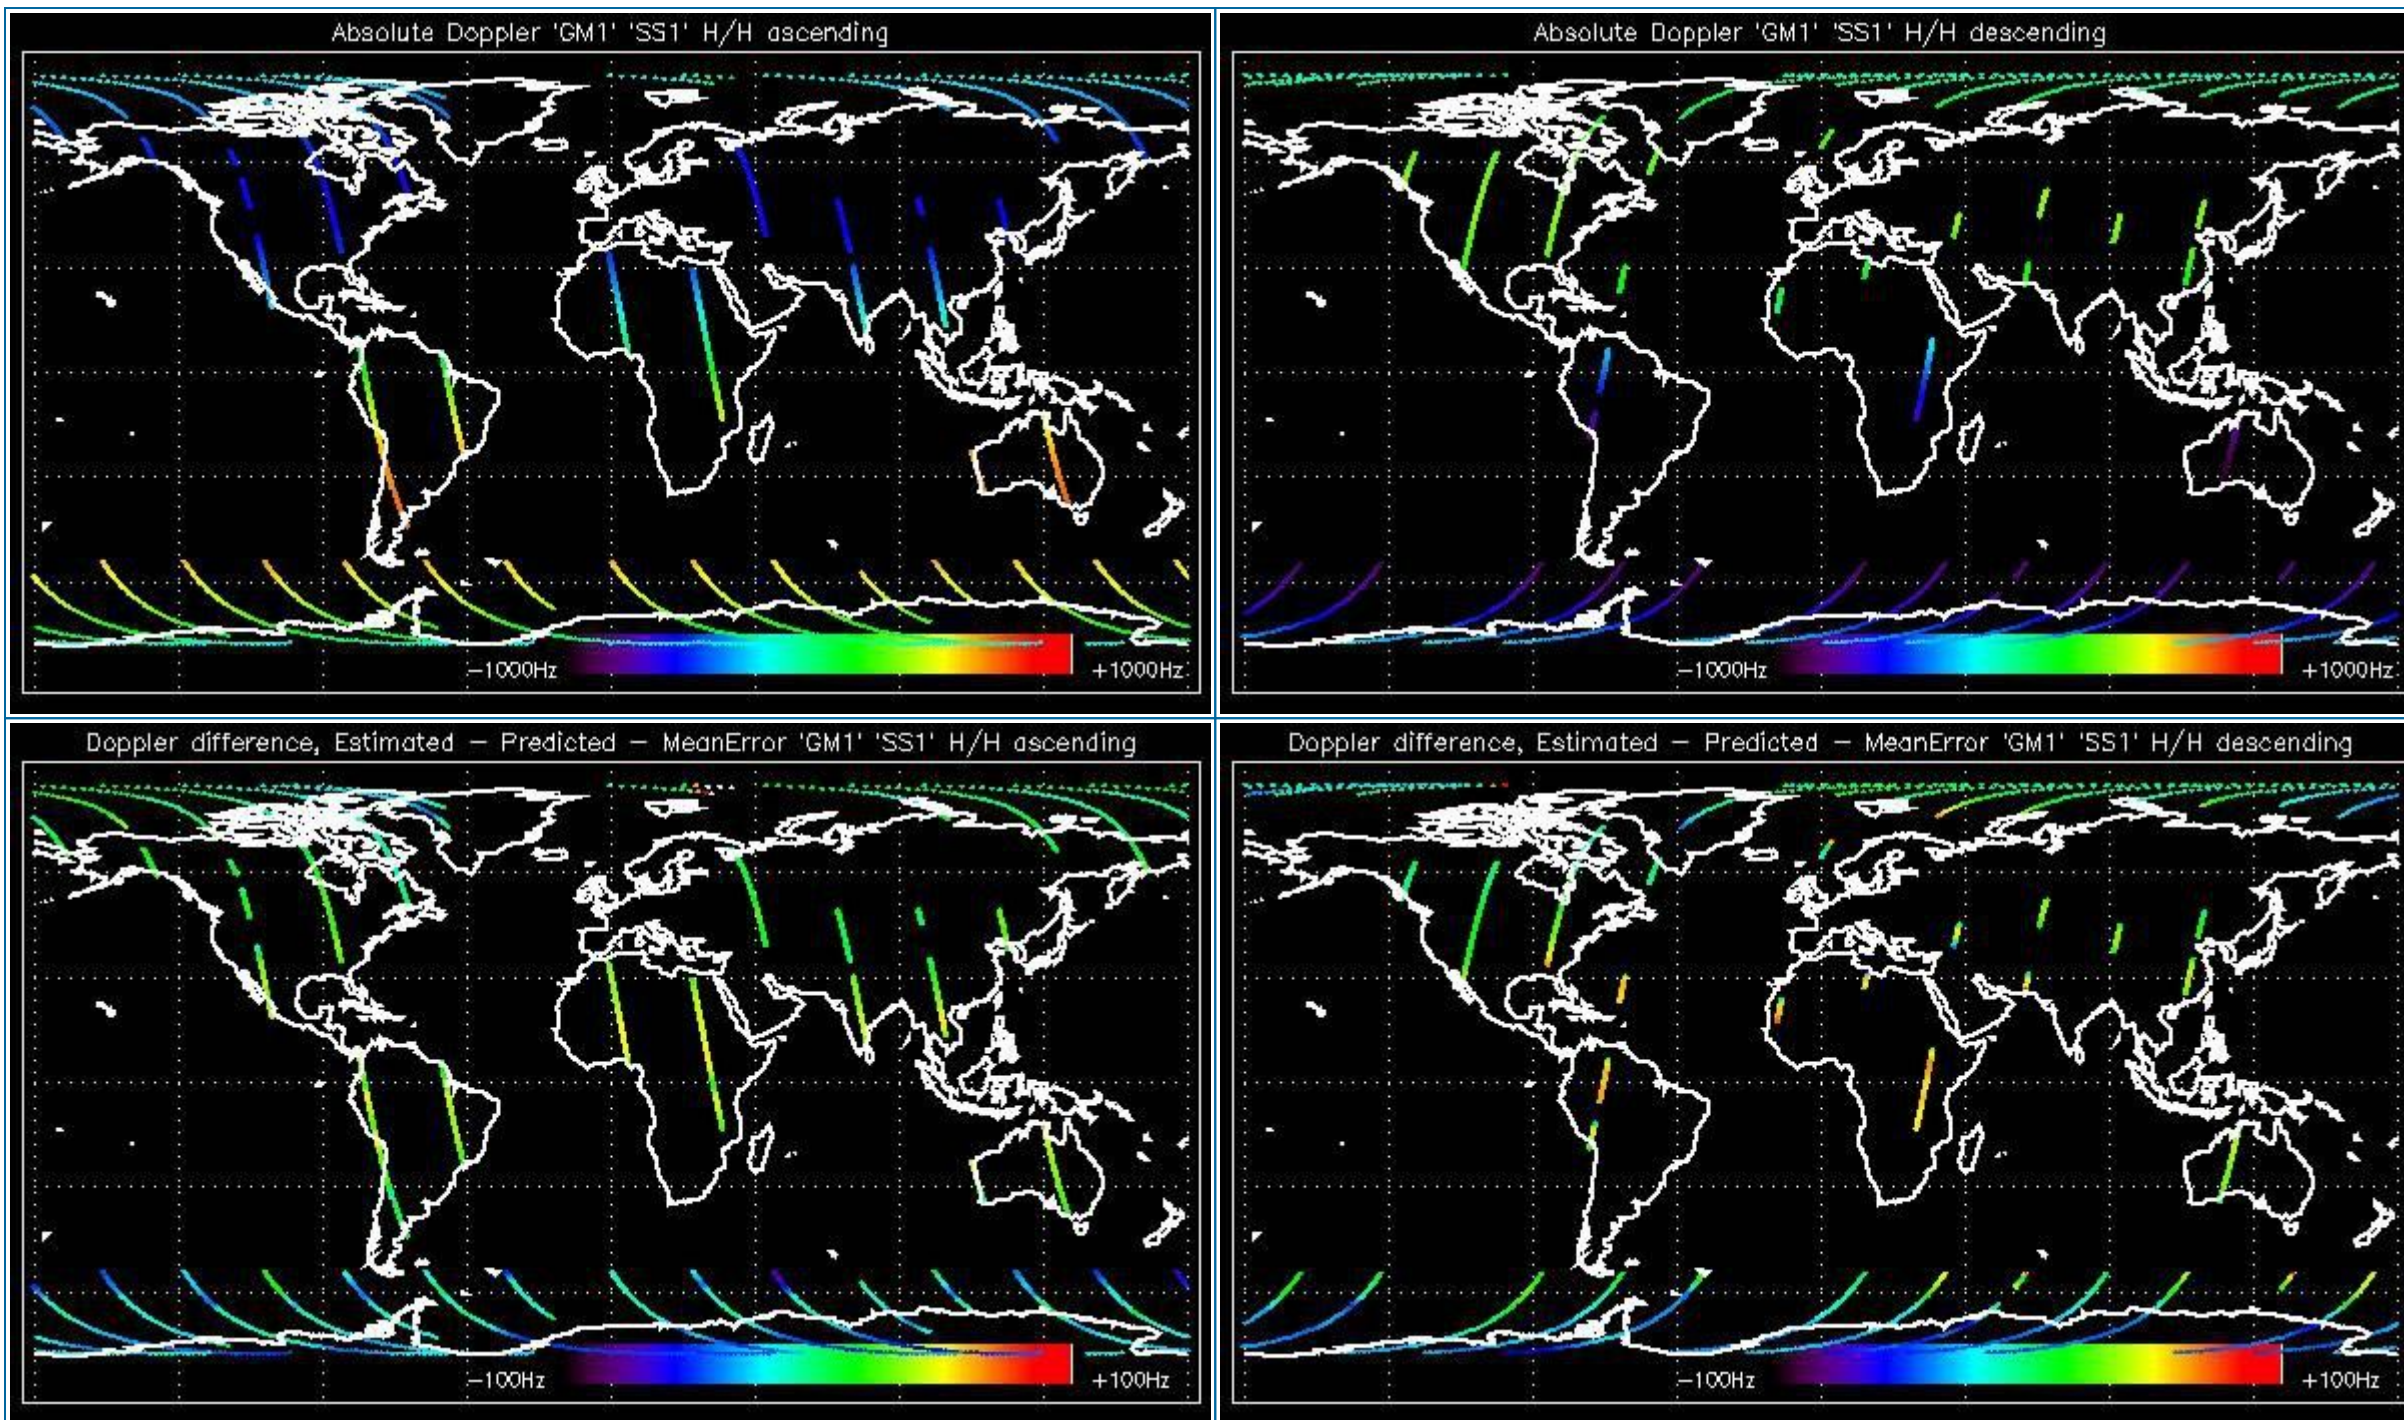 Absolute Doppler 'GM1' 'SS1' H/H ascending
−1000Hz
+1000Hz
Absolute Doppler 'GM1' 'SS1' H/H descending
−1000Hz
+1000Hz
Doppler difference, Estimated − Predicted − MeanError 'GM1' 'SS1' H/H ascending
−100Hz
+100Hz
Doppler difference, Estimated − Predicted − MeanError 'GM1' 'SS1' H/H descending
−100Hz
+100Hz